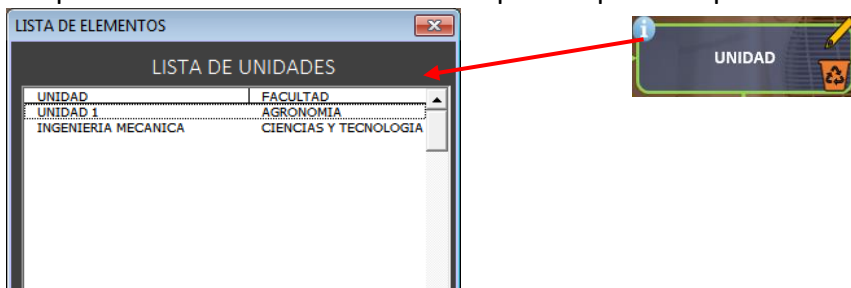 LISTA DE ELEMENTOS
LISTA DE UNIDADES
UNIDAD FACULTAD
UNIDAD 1 AGRONOMIA
INGENIERIA MECANICA CIENCIAS Y TECNOLOGIA
UNIDAD